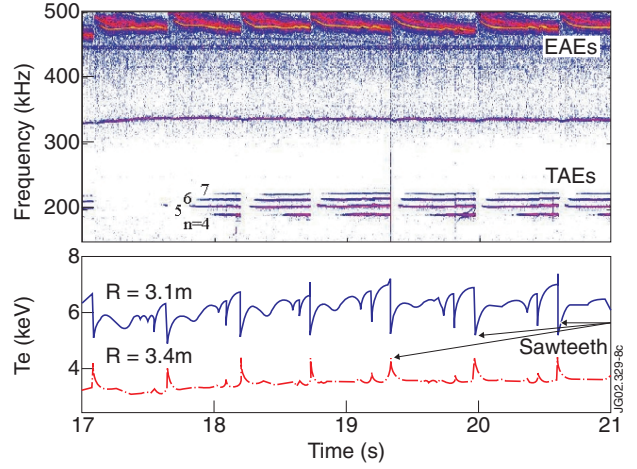 500
EAEs
400
Frequency (kHz)
300
TAEs
7
6
5
200
n=4
8
R = 3.1m
6
Te (keV)
Sawteeth
R = 3.4m
4
JG02.329-8c
17
18
19
20
21
Time (s)